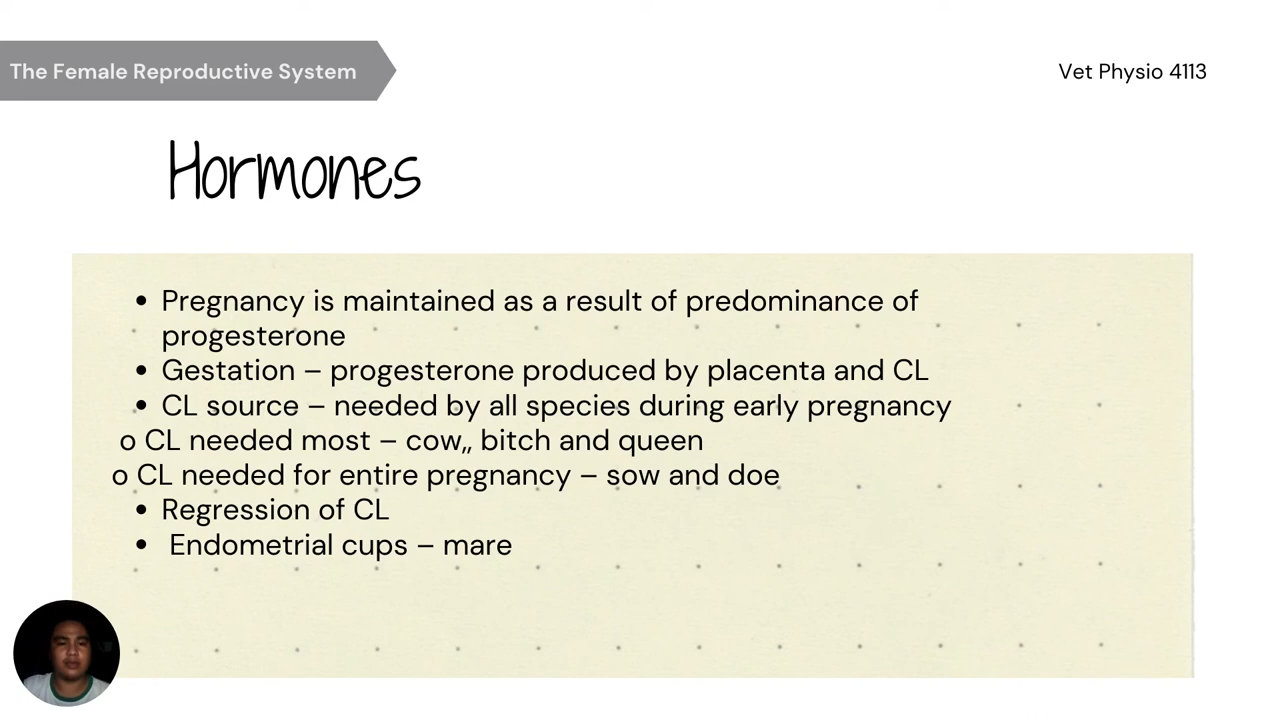 The Female Reproductive System
Vet Physio 4113
Hormones
• Pregnancy is maintained as a result of predominance of
progesterone
• Gestation – progesterone produced by placenta and CL
• CL source – needed by all species during early pregnancy
o CL needed most – cow,, bitch and queen
o CL needed for entire pregnancy – sow and doe
• Regression of CL
• Endometrial cups – mare